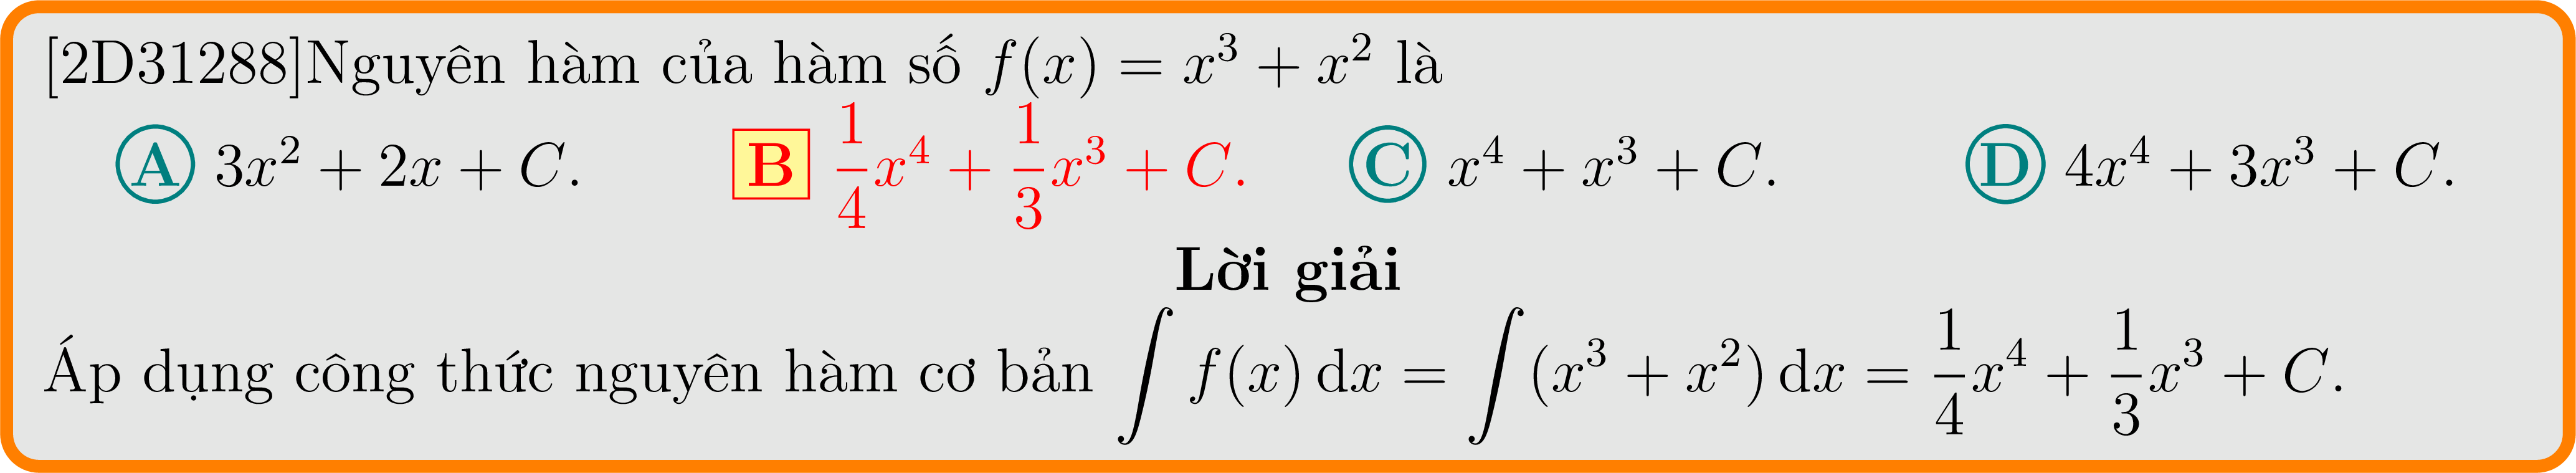 [2D31288]Nguyên hàm của hàm số $f(x) = x^3 + x^2$ là
A $3x^2 + 2x + C$. B $\frac{1}{4}x^4 + \frac{1}{3}x^3 + C$. C $x^4 + x^3 + C$. D $4x^4 + 3x^3 + C$.
Lời giải
Áp dụng công thức nguyên hàm cơ bản $\int f(x)\,\mathrm{d}x = \int (x^3 + x^2)\,\mathrm{d}x = \frac{1}{4}x^4 + \frac{1}{3}x^3 + C$.